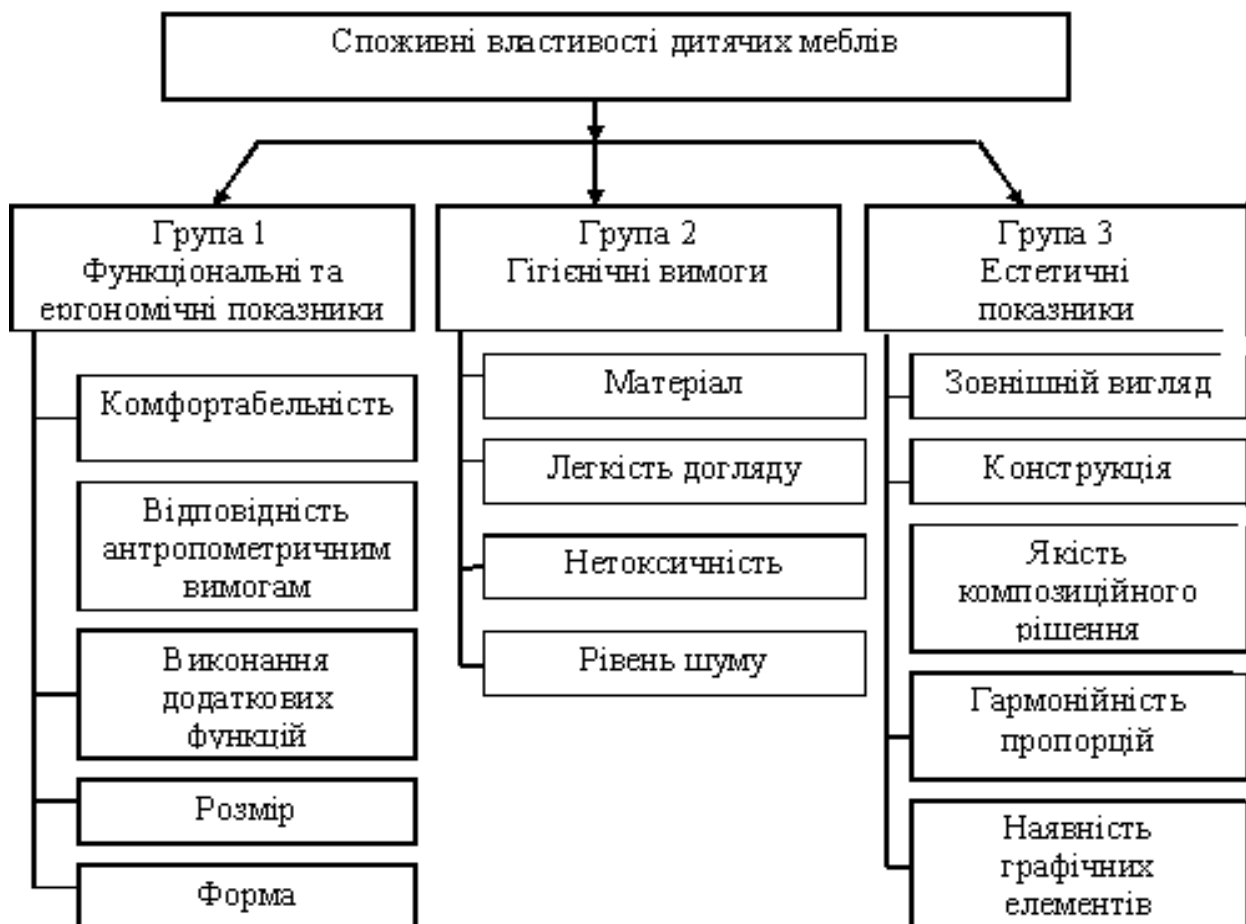 Споживні властивості дитячих меблів
Група 1
Функціональні та
ергономічні показники
Комфортабельність
Відповідність
антропометричним
вимогам
Виконання
додаткових
функцій
Розмір
Форма
Група 2
Гігієнічні вимоги
Матеріал
Легкість догляду
Нетоксичність
Рівень шуму
Група 3
Естетичні
показники
Зовнішній вигляд
Конструкція
Якість
композиційного
рішення
Гармонійність
пропорцій
Наявність
графічних
елементів